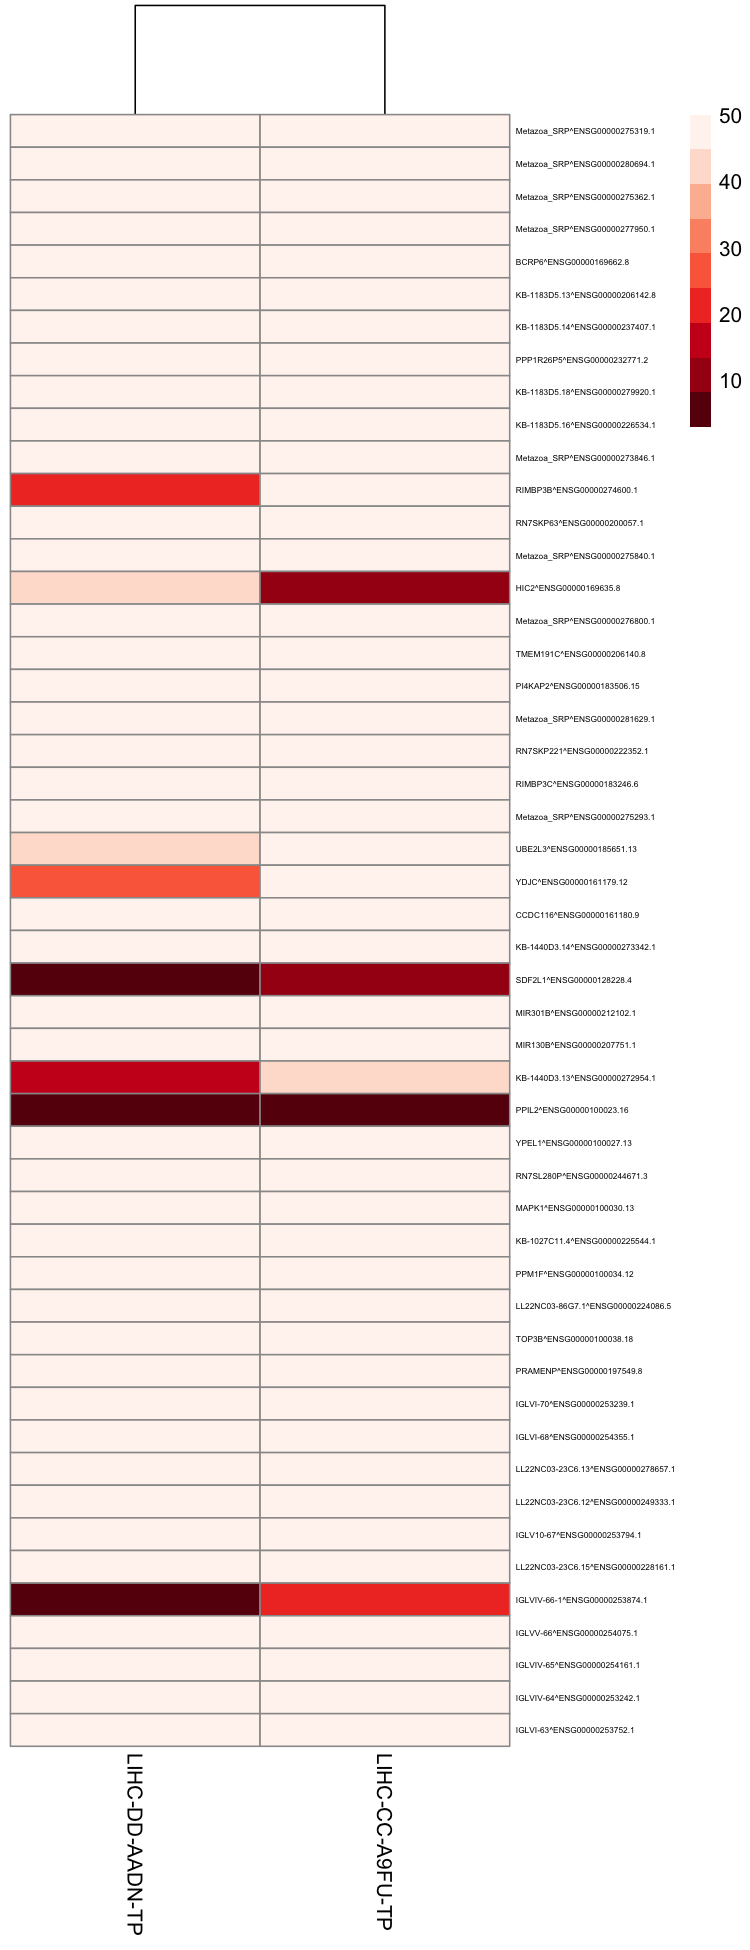 Metazoa_SRP^ENSG00000275319.1
Metazoa_SRP^ENSG00000280694.1
Metazoa_SRP^ENSG00000275362.1
Metazoa_SRP^ENSG00000277950.1
BCRP6^ENSG00000169662.8
KB-1183D5.13^ENSG00000206142.8
KB-1183D5.14^ENSG00000237407.1
PPP1R26P5^ENSG00000232771.2
KB-1183D5.18^ENSG00000279920.1
KB-1183D5.16^ENSG00000226534.1
Metazoa_SRP^ENSG00000273846.1
RIMBP3B^ENSG00000274600.1
RN7SKP63^ENSG00000200057.1
Metazoa_SRP^ENSG00000275840.1
HIC2^ENSG00000169635.8
Metazoa_SRP^ENSG00000276800.1
TMEM191C^ENSG00000206140.8
PI4KAP2^ENSG00000183506.15
Metazoa_SRP^ENSG00000281629.1
RN7SKP221^ENSG00000222352.1
RIMBP3C^ENSG00000183246.6
Metazoa_SRP^ENSG00000275293.1
UBE2L3^ENSG00000185651.13
YDJC^ENSG00000161179.12
CCDC116^ENSG00000161180.9
KB-1440D3.14^ENSG00000273342.1
SDF2L1^ENSG00000128228.4
MIR301B^ENSG00000212102.1
MIR130B^ENSG00000207751.1
KB-1440D3.13^ENSG00000272954.1
PPIL2^ENSG00000100023.16
YPEL1^ENSG00000100027.13
RN7SL280P^ENSG00000244671.3
MAPK1^ENSG00000100030.13
KB-1027C11.4^ENSG00000225544.1
PPM1F^ENSG00000100034.12
LL22NC03-86G7.1^ENSG00000224086.5
TOP3B^ENSG00000100038.18
PRAMENP^ENSG00000197549.8
IGLVI-70^ENSG00000253239.1
IGLVI-68^ENSG00000254355.1
LL22NC03-23C6.13^ENSG00000278657.1
LL22NC03-23C6.12^ENSG00000249333.1
IGLV10-67^ENSG00000253794.1
LL22NC03-23C6.15^ENSG00000228161.1
IGLVIV-66-1^ENSG00000253874.1
IGLVV-66^ENSG00000254075.1
IGLVIV-65^ENSG00000254161.1
IGLVIV-64^ENSG00000253242.1
IGLVI-63^ENSG00000253752.1
50
40
30
20
10
LIHC-DD-AADN-TP
LIHC-CC-A9FU-TP